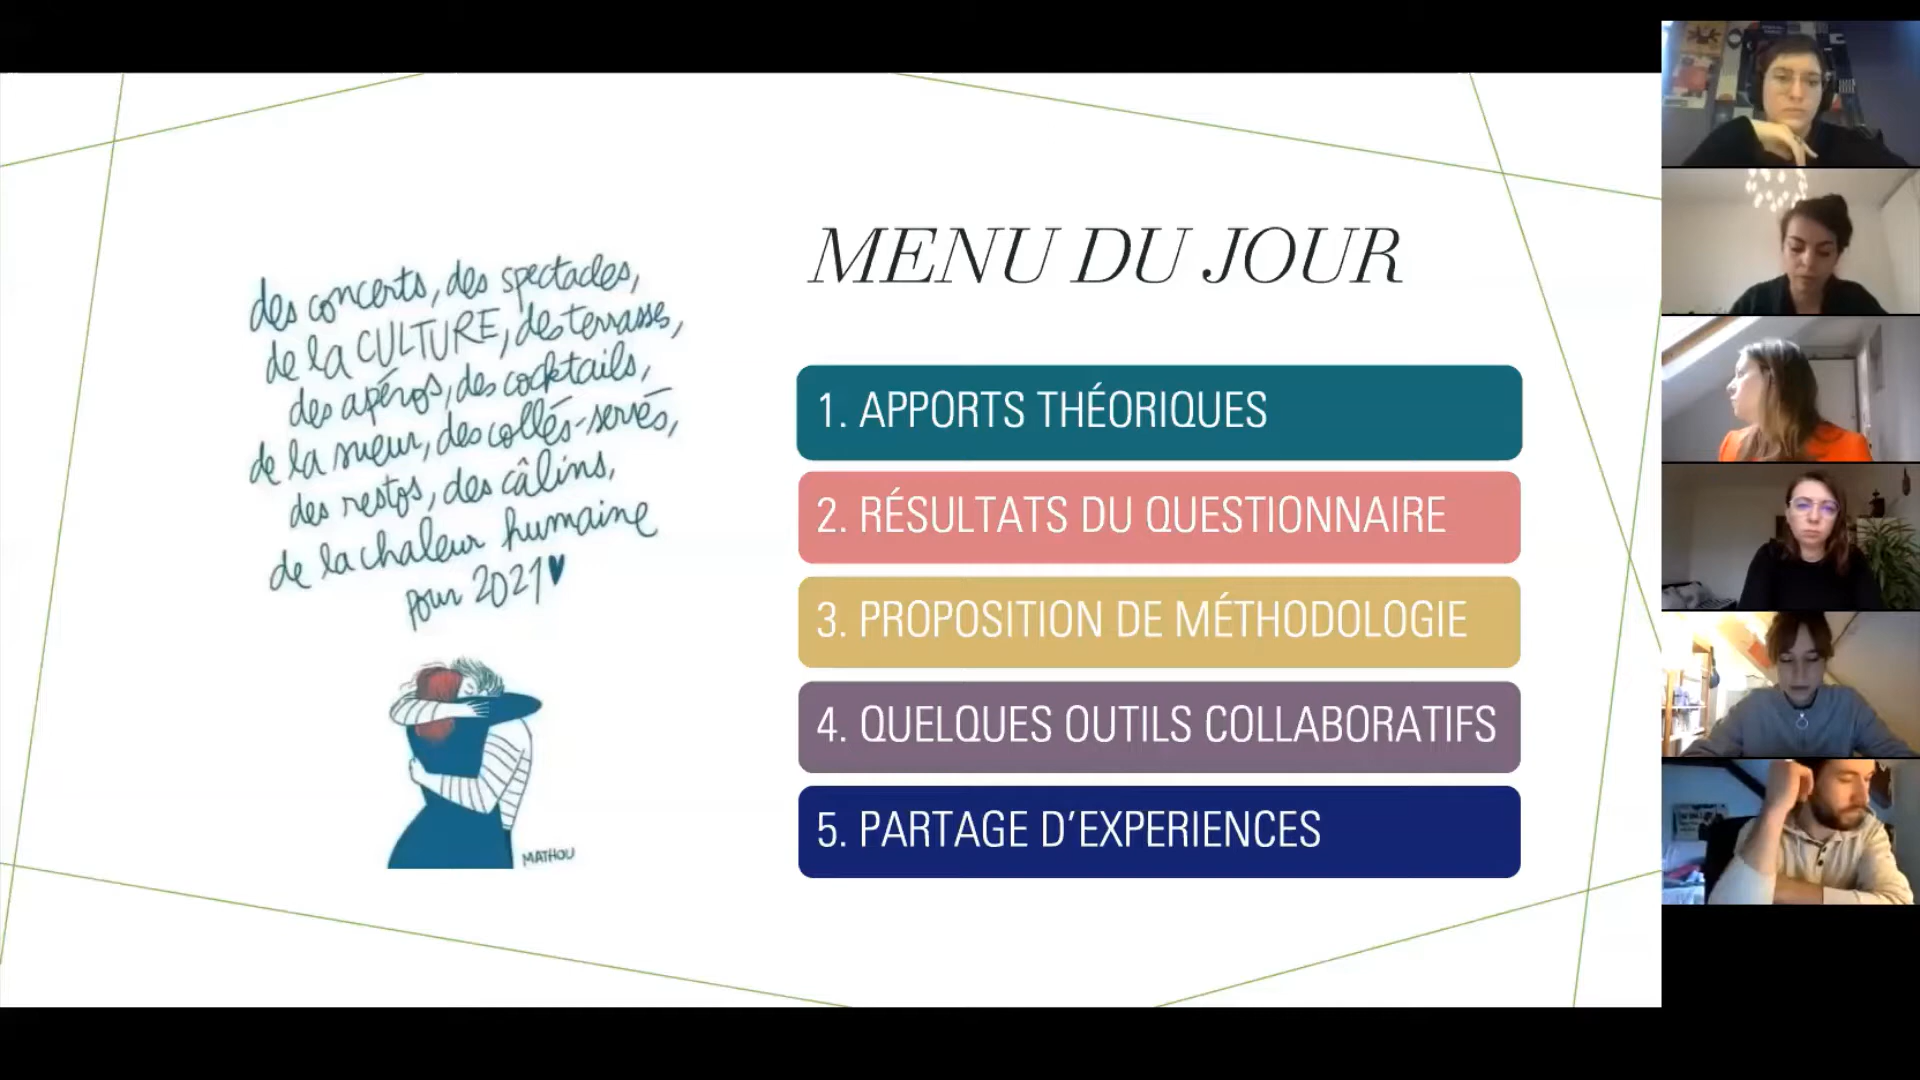 des concerts, des spectacles,
de la CULTURE, des terrasses,
des apéros, des cocktails,
de la sueur, des collés-serrés,
des restos, des câlins,
de la chaleur humaine
pour 2021♥
MATHOU
MENU DU JOUR
1. APPORTS THÉORIQUES
2. RÉSULTATS DU QUESTIONNAIRE
3. PROPOSITION DE MÉTHODOLOGIE
4. QUELQUES OUTILS COLLABORATIFS
5. PARTAGE D'EXPERIENCES